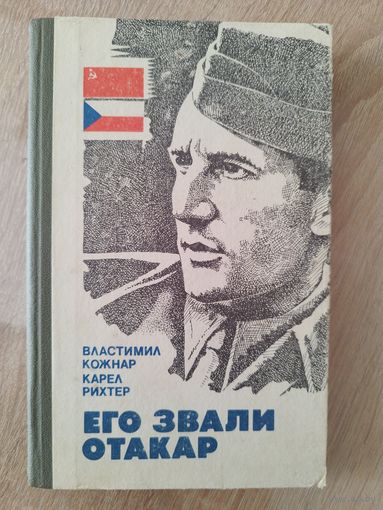 ВЛАСТИМИЛ
КОЖНАР
КАРЕЛ
РИХТЕР
ЕГО ЗВАЛИ
ОТАКАР